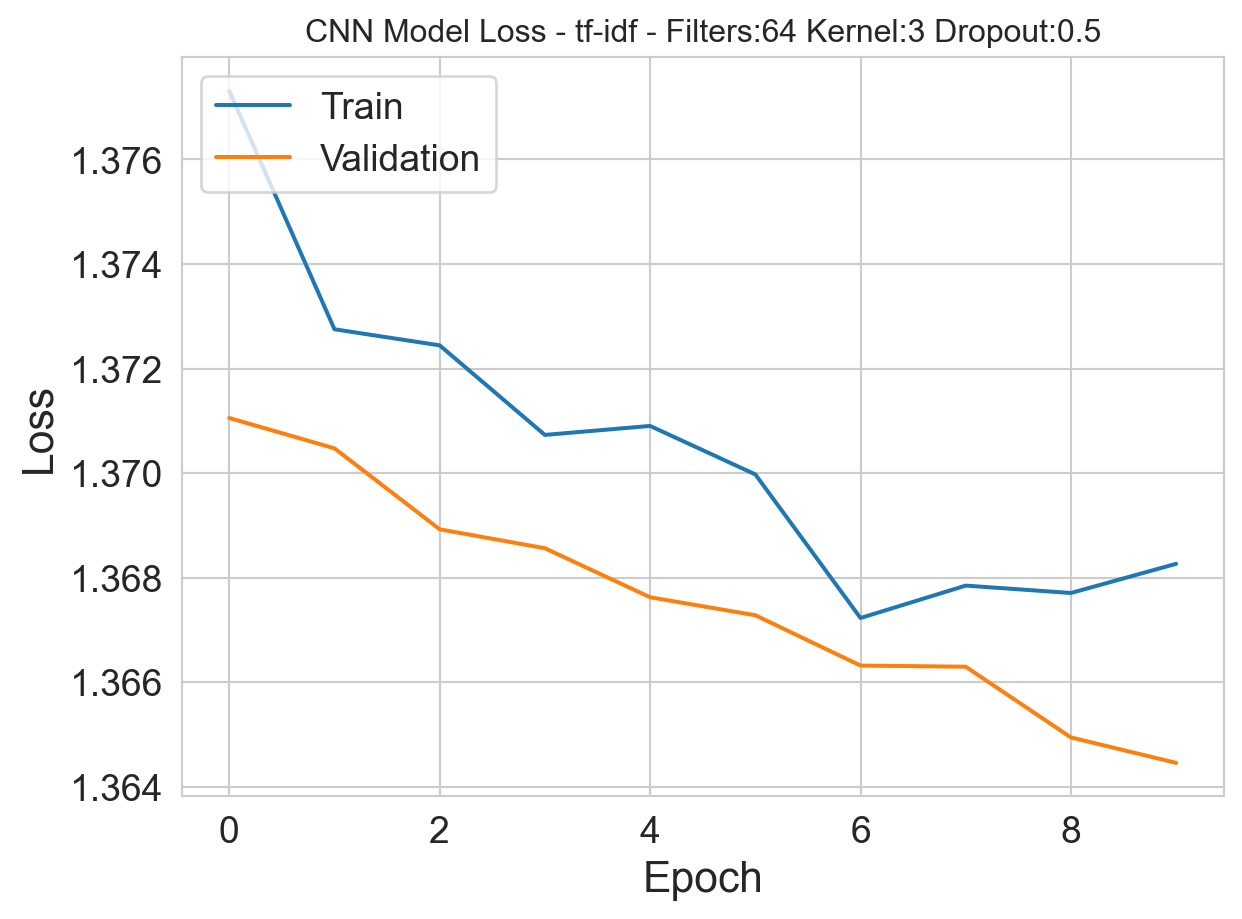 CNN Model Loss - tf-idf - Filters:64 Kernel:3 Dropout:0.5
Train
Validation
1.376
1.374
1.372
1.370
1.368
1.366
1.364
Loss
0 2 4 6 8
Epoch